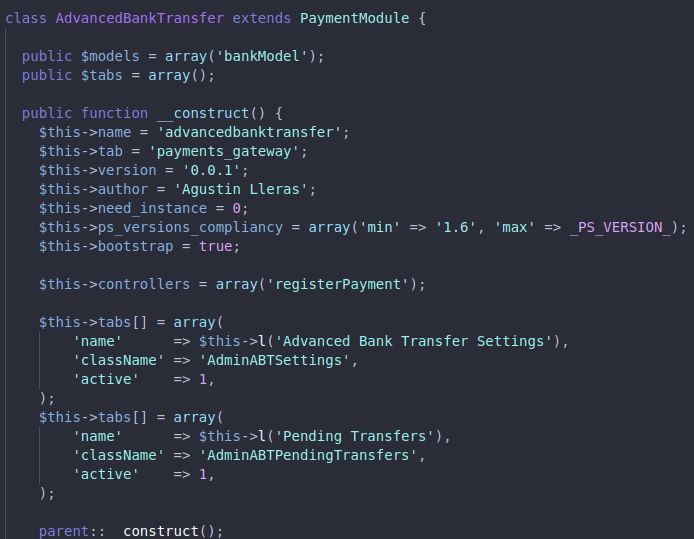 class AdvancedBankTransfer extends PaymentModule {
public $models = array('bankModel');
public $tabs = array();
public function __construct() {
$this->name = 'advancedbanktransfer';
$this->tab = 'payments_gateway';
$this->version = '0.0.1';
$this->author = 'Agustin Lleras';
$this->need_instance = 0;
$this->ps_versions_compliancy = array('min' => '1.6', 'max' => _PS_VERSION_);
$this->bootstrap = true;
$this->controllers = array('registerPayment');
$this->tabs[] = array(
'name'      => $this->l('Advanced Bank Transfer Settings'),
'className' => 'AdminABTSettings',
'active'    => 1,
);
$this->tabs[] = array(
'name'      => $this->l('Pending Transfers'),
'className' => 'AdminABTPendingTransfers',
'active'    => 1,
);
parent::__construct();